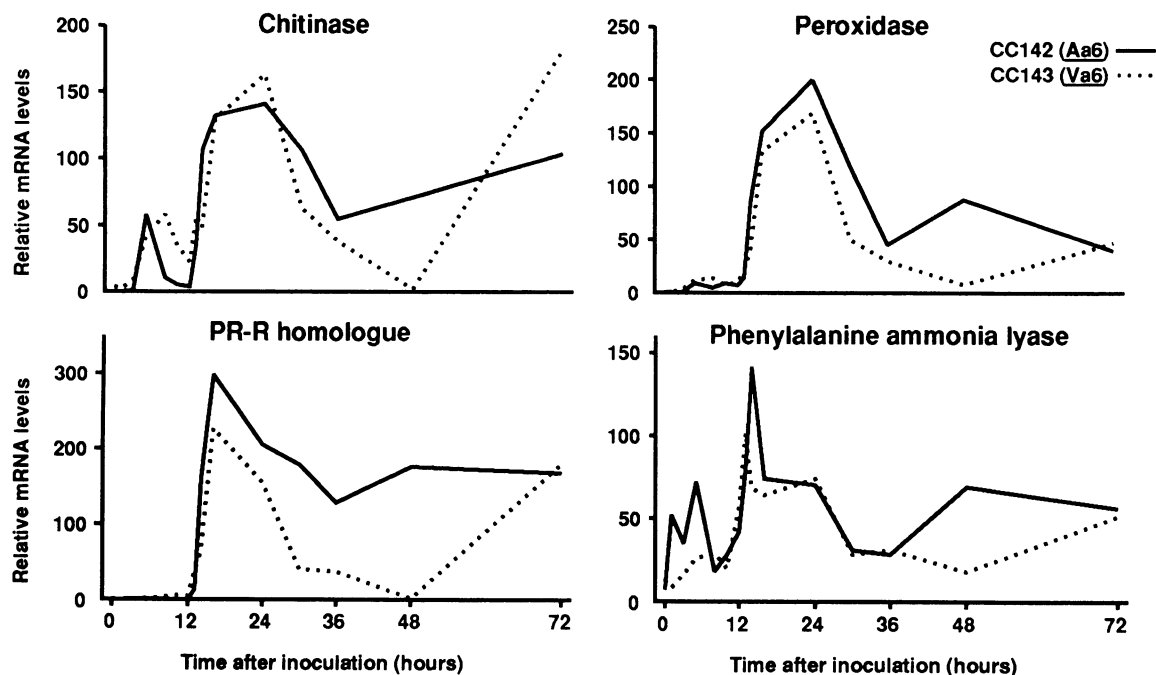 Chitinase
200
150
100
50
0
Relative mRNA levels
Peroxidase
250
200
150
100
50
0
CC142 (Aa6)
CC143 (Va6)
PR-R homologue
300
200
100
0
Relative mRNA levels
0 12 24 36 48 72
Time after inoculation (hours)
Phenylalanine ammonia lyase
150
100
50
0
0 12 24 36 48 72
Time after inoculation (hours)